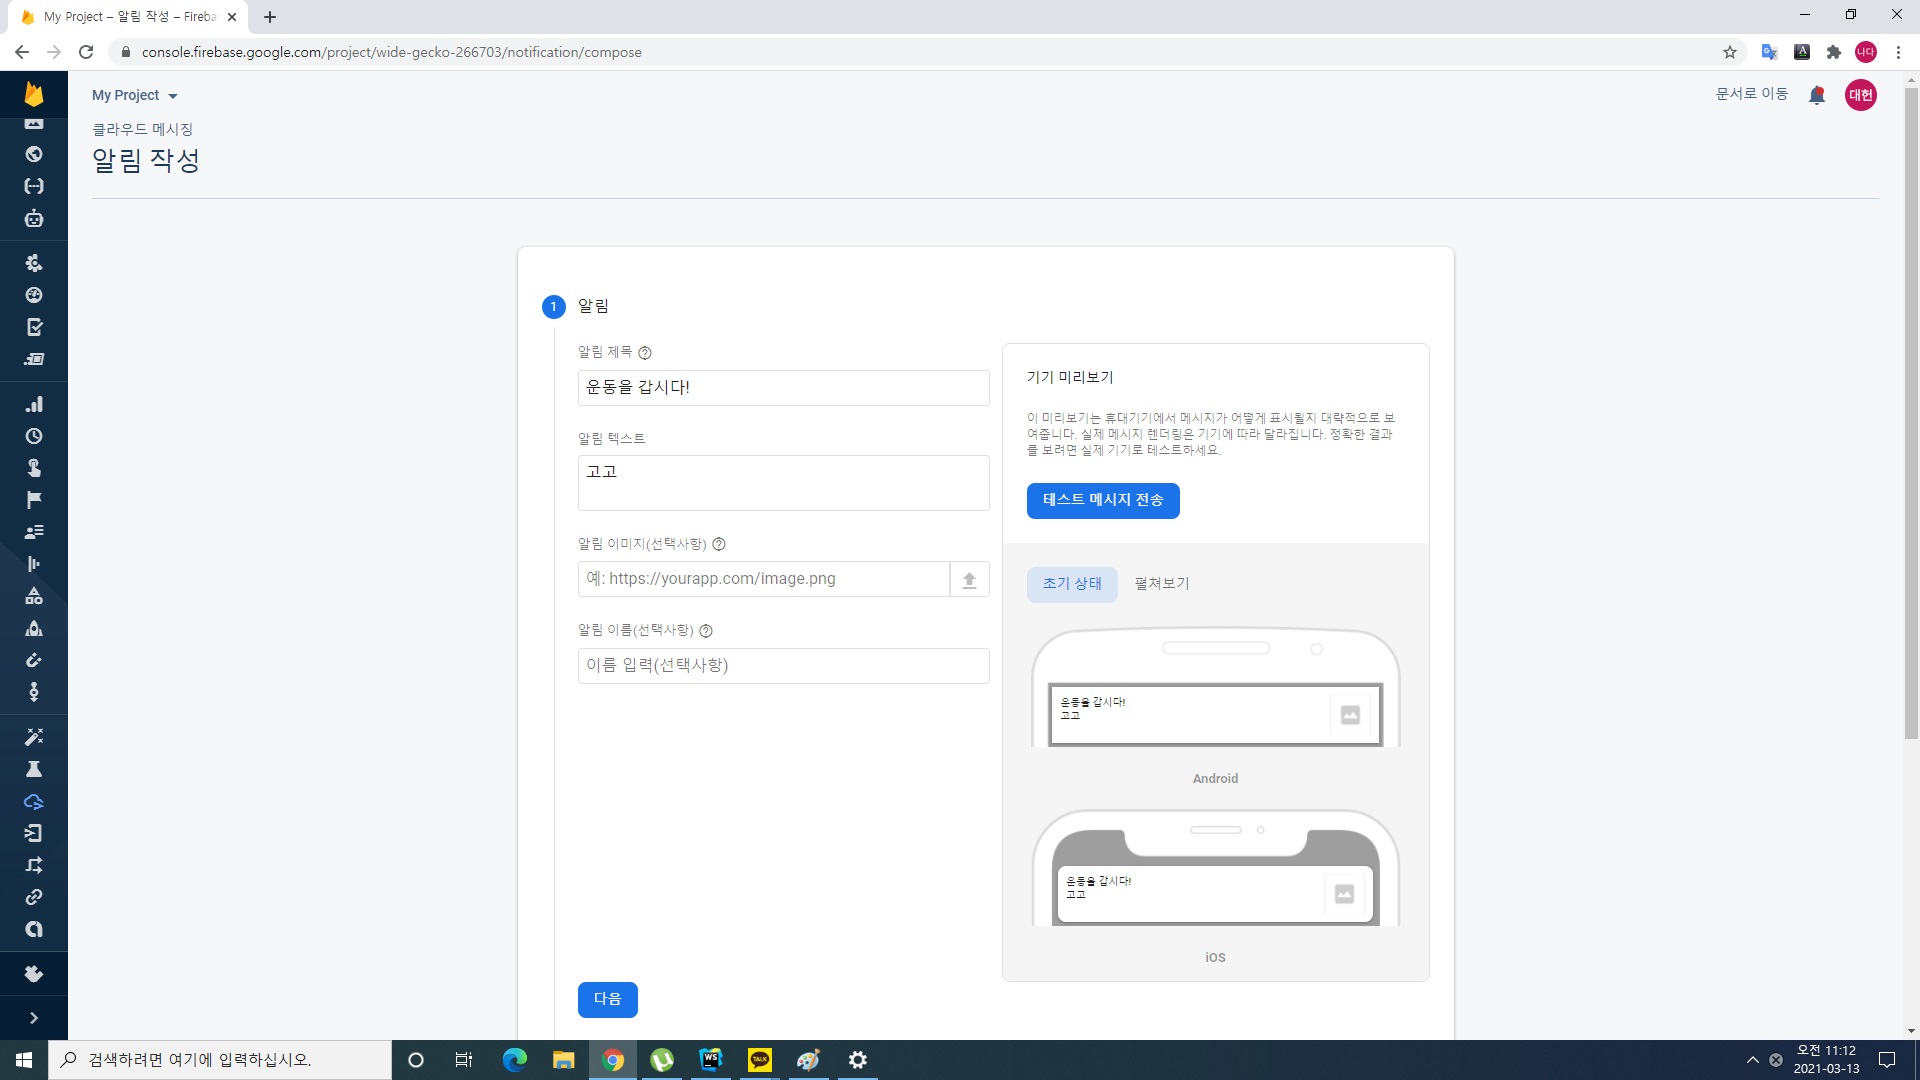 My Project – 알림 작성 – Fireba
console.firebase.google.com/project/wide-gecko-266703/notification/compose
나다
My Project
문서로 이동
대헌
클라우드 메시징
알림 작성
1 알림
알림 제목
운동을 갑시다!
알림 텍스트
고고
알림 이미지(선택사항)
예: https://yourapp.com/image.png
알림 이름(선택사항)
이름 입력(선택사항)
다음
기기 미리보기
이 미리보기는 휴대기기에서 메시지가 어떻게 표시될지 대략적으로 보
여줍니다. 실제 메시지 렌더링은 기기에 따라 달라집니다. 정확한 결과
를 보려면 실제 기기로 테스트하세요.
테스트 메시지 전송
초기 상태 펼쳐보기
운동을 갑시다!
고고
Android
운동을 갑시다!
고고
iOS
검색하려면 여기에 입력하십시오.
WS
TALK
오전 11:12
2021-03-13